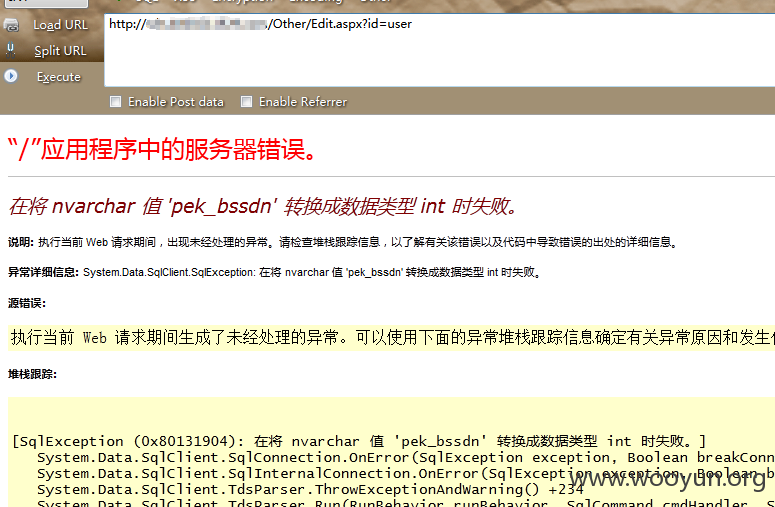 Load URL
http:// /Other/Edit.aspx?id=user
Split URL
Execute
Enable Post data Enable Referrer
“/”应用程序中的服务器错误。
在将 nvarchar 值 'pek_bssdn' 转换成数据类型 int 时失败。
说明: 执行当前 Web 请求期间，出现未经处理的异常。请检查堆栈跟踪信息，以了解有关该错误以及代码中导致错误的出处的详细信息。
异常详细信息: System.Data.SqlClient.SqlException: 在将 nvarchar 值 'pek_bssdn' 转换成数据类型 int 时失败。
源错误:
执行当前 Web 请求期间生成了未经处理的异常。可以使用下面的异常堆栈跟踪信息确定有关异常原因和发生
堆栈跟踪:
[SqlException (0x80131904): 在将 nvarchar 值 'pek_bssdn' 转换成数据类型 int 时失败。]
System.Data.SqlClient.SqlConnection.OnError(SqlException exception, Boolean breakConn
System.Data.SqlClient.SqlInternalConnection.OnError(SqlException exception, Boolean b
System.Data.SqlClient.TdsParser.ThrowExceptionAndWarning() +234
System.Data.SqlClient.TdsParser.Run(RunBehavior runBehavior, SqlCommand cmdHandler, S
www.wooyun.org